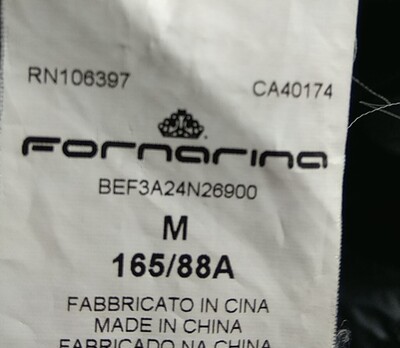 RN106397 CA40174
Fornarina
BEF3A24N26900
M
165/88A
FABBRICATO IN CINA
MADE IN CHINA
FABRICADO NA CHINA